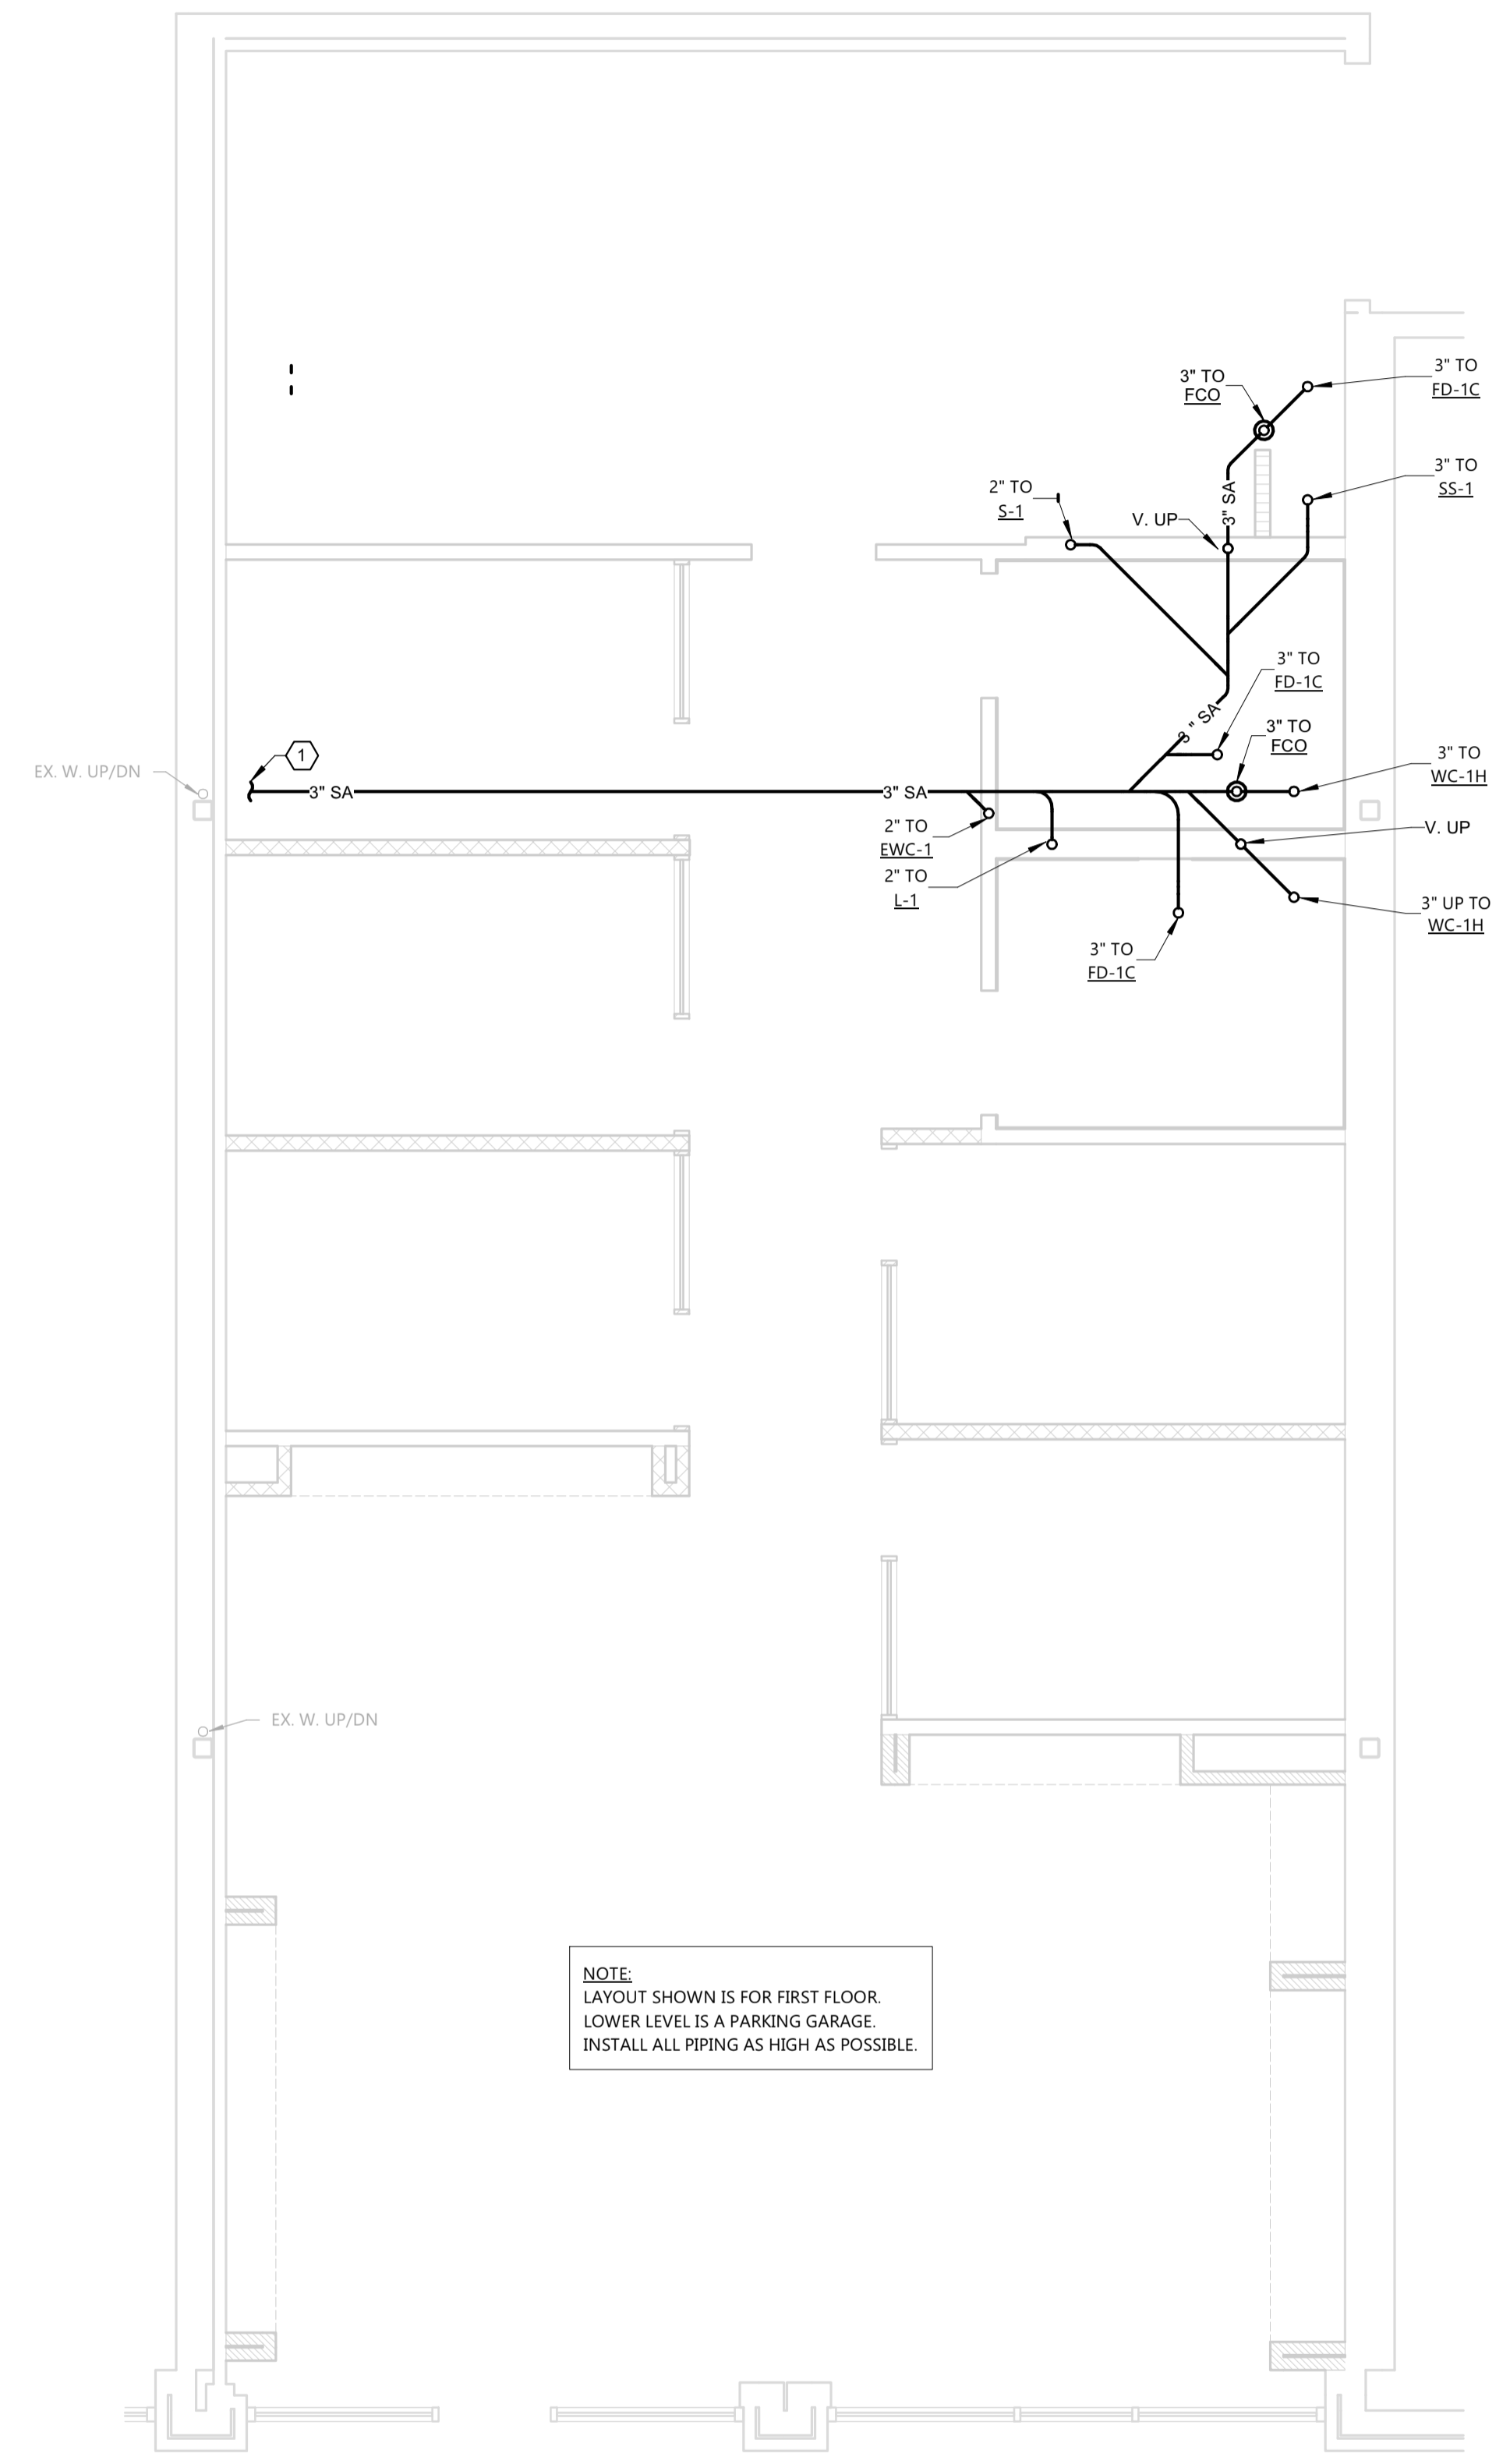 3" TO
FCO
3" TO
FD-1C
3" TO
SS-1
2" TO
S-1
V. UP
3" SA
3" TO
FD-1C
3" SA
3" TO
FCO
3" TO
WC-1H
1
EX. W. UP/DN
3" SA
3" SA
2" TO
EWC-1
V. UP
2" TO
L-1
3" UP TO
WC-1H
3" TO
FD-1C
EX. W. UP/DN
NOTE:
LAYOUT SHOWN IS FOR FIRST FLOOR.
LOWER LEVEL IS A PARKING GARAGE.
INSTALL ALL PIPING AS HIGH AS POSSIBLE.